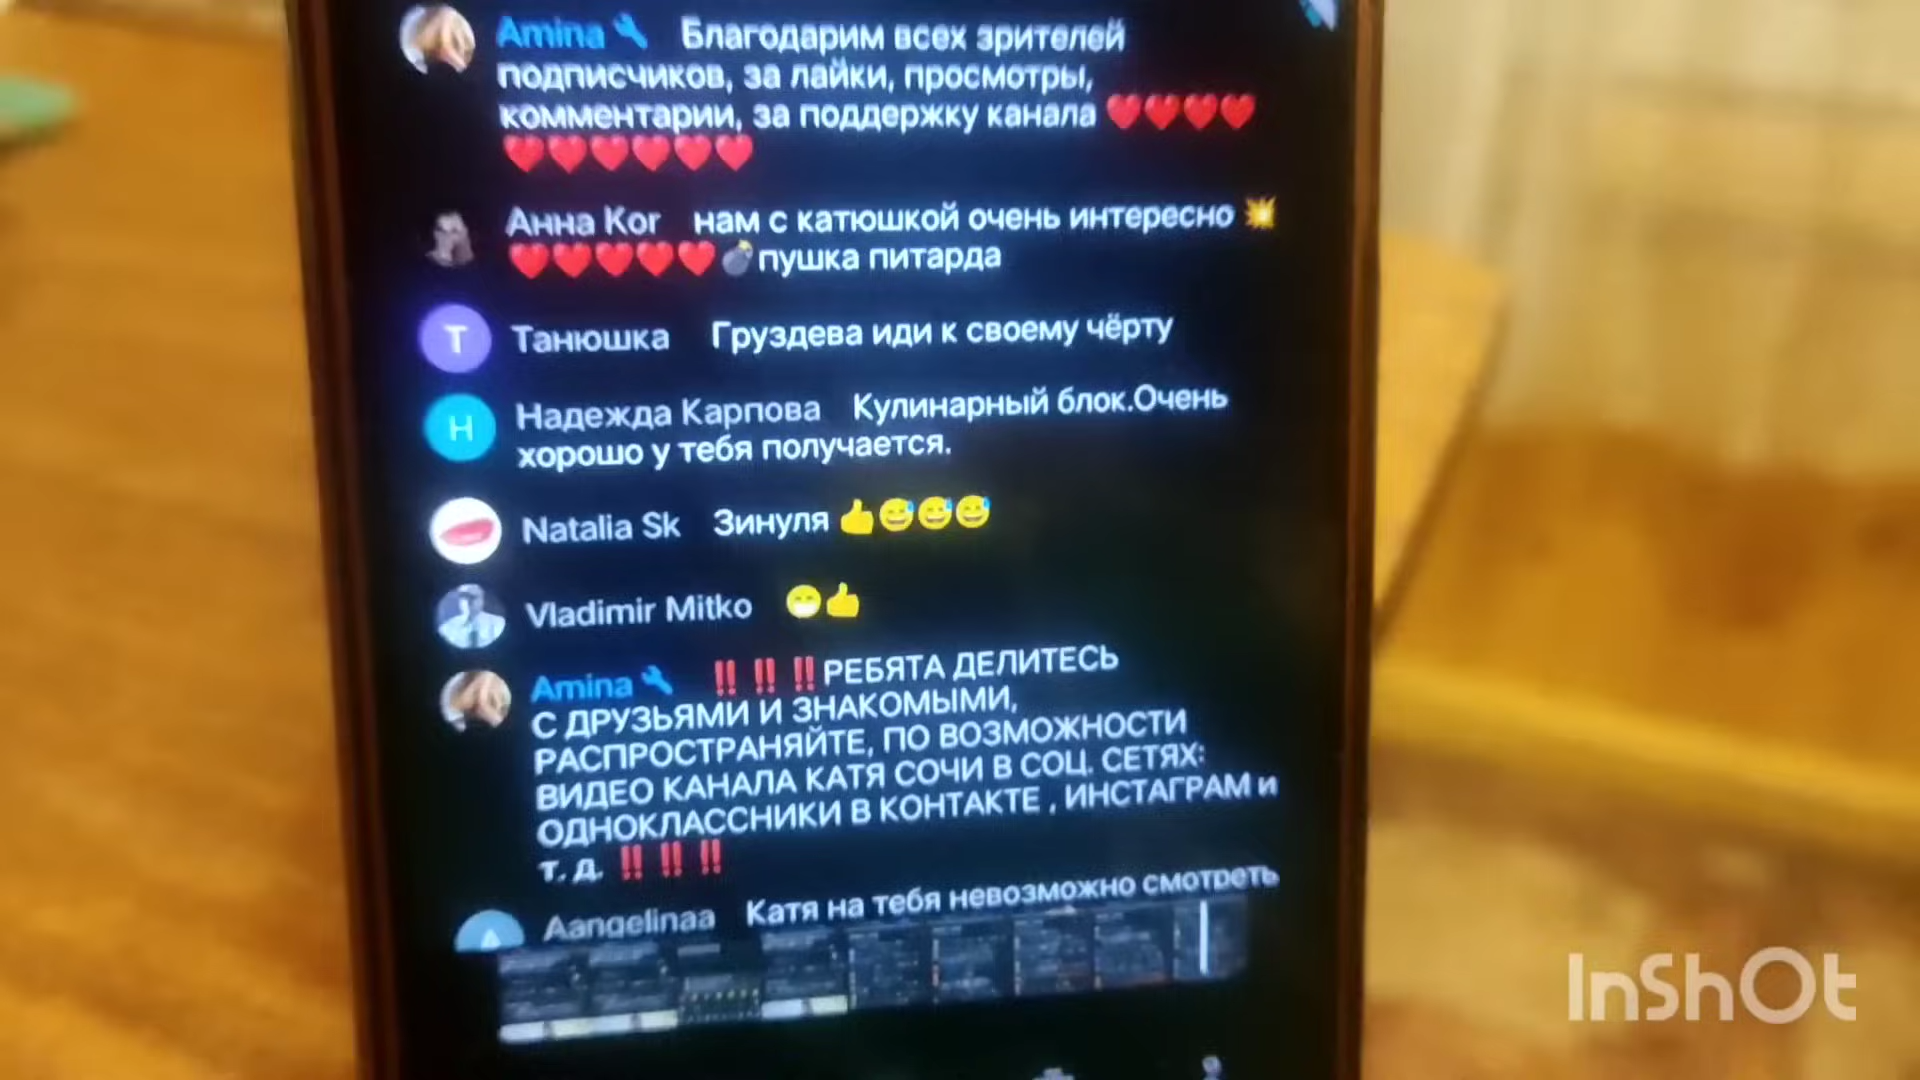 Amina Благодарим всех зрителей
подписчиков, за лайки, просмотры,
комментарии, за поддержку канала ❤❤❤❤
❤❤❤❤❤❤
Анна Kor нам с катюшкой очень интересно 💥
❤❤❤❤❤💣пушка питарда
Т Танюшка Груздева иди к своему чёрту
Н Надежда Карпова Кулинарный блок.Очень
хорошо у тебя получается.
Natalia Sk Зинуля 👍😅😅😅
Vladimir Mitko 😁👍
Amina ‼️ ‼️ ‼️РЕБЯТА ДЕЛИТЕСЬ
С ДРУЗЬЯМИ И ЗНАКОМЫМИ,
РАСПРОСТРАНЯЙТЕ, ПО ВОЗМОЖНОСТИ
ВИДЕО КАНАЛА КАТЯ СОЧИ В СОЦ. СЕТЯХ:
ОДНОКЛАССНИКИ В КОНТАКТЕ , ИНСТАГРАМ и
т. д. ‼️ ‼️ ‼️
A Aangelinaa Катя на тебя невозможно смотреть
InShOt